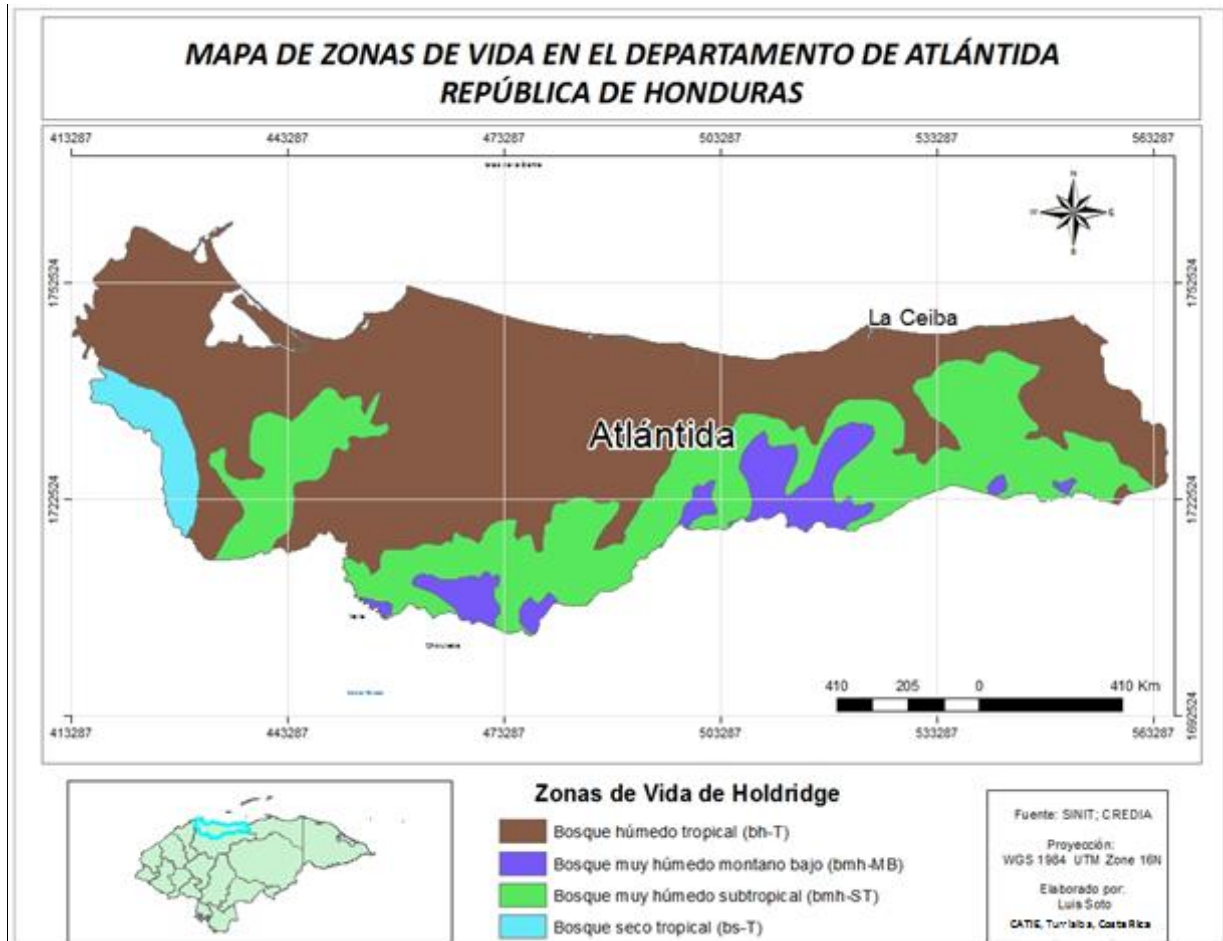 MAPA DE ZONAS DE VIDA EN EL DEPARTAMENTO DE ATLÁNTIDA
REPÚBLICA DE HONDURAS
413287 443287 473287 503287 533287 563287
N
E
S
1752524 1752524
La Ceiba
Atlántida
1722524 1722524
410 205 0 410 Km
1692524
413287 443287 473287 503287 533287 563287
Zonas de Vida de Holdridge
Bosque húmedo tropical (bh-T)
Bosque muy húmedo montano bajo (bmh-MB)
Bosque muy húmedo subtropical (bmh-ST)
Bosque seco tropical (bs-T)
Fuente: SINIT; CREDIA
Proyección:
WGS 1984 UTM Zone 16N
Elaborado por:
Luis Soto
CATIE, Turrialba, Costa Rica